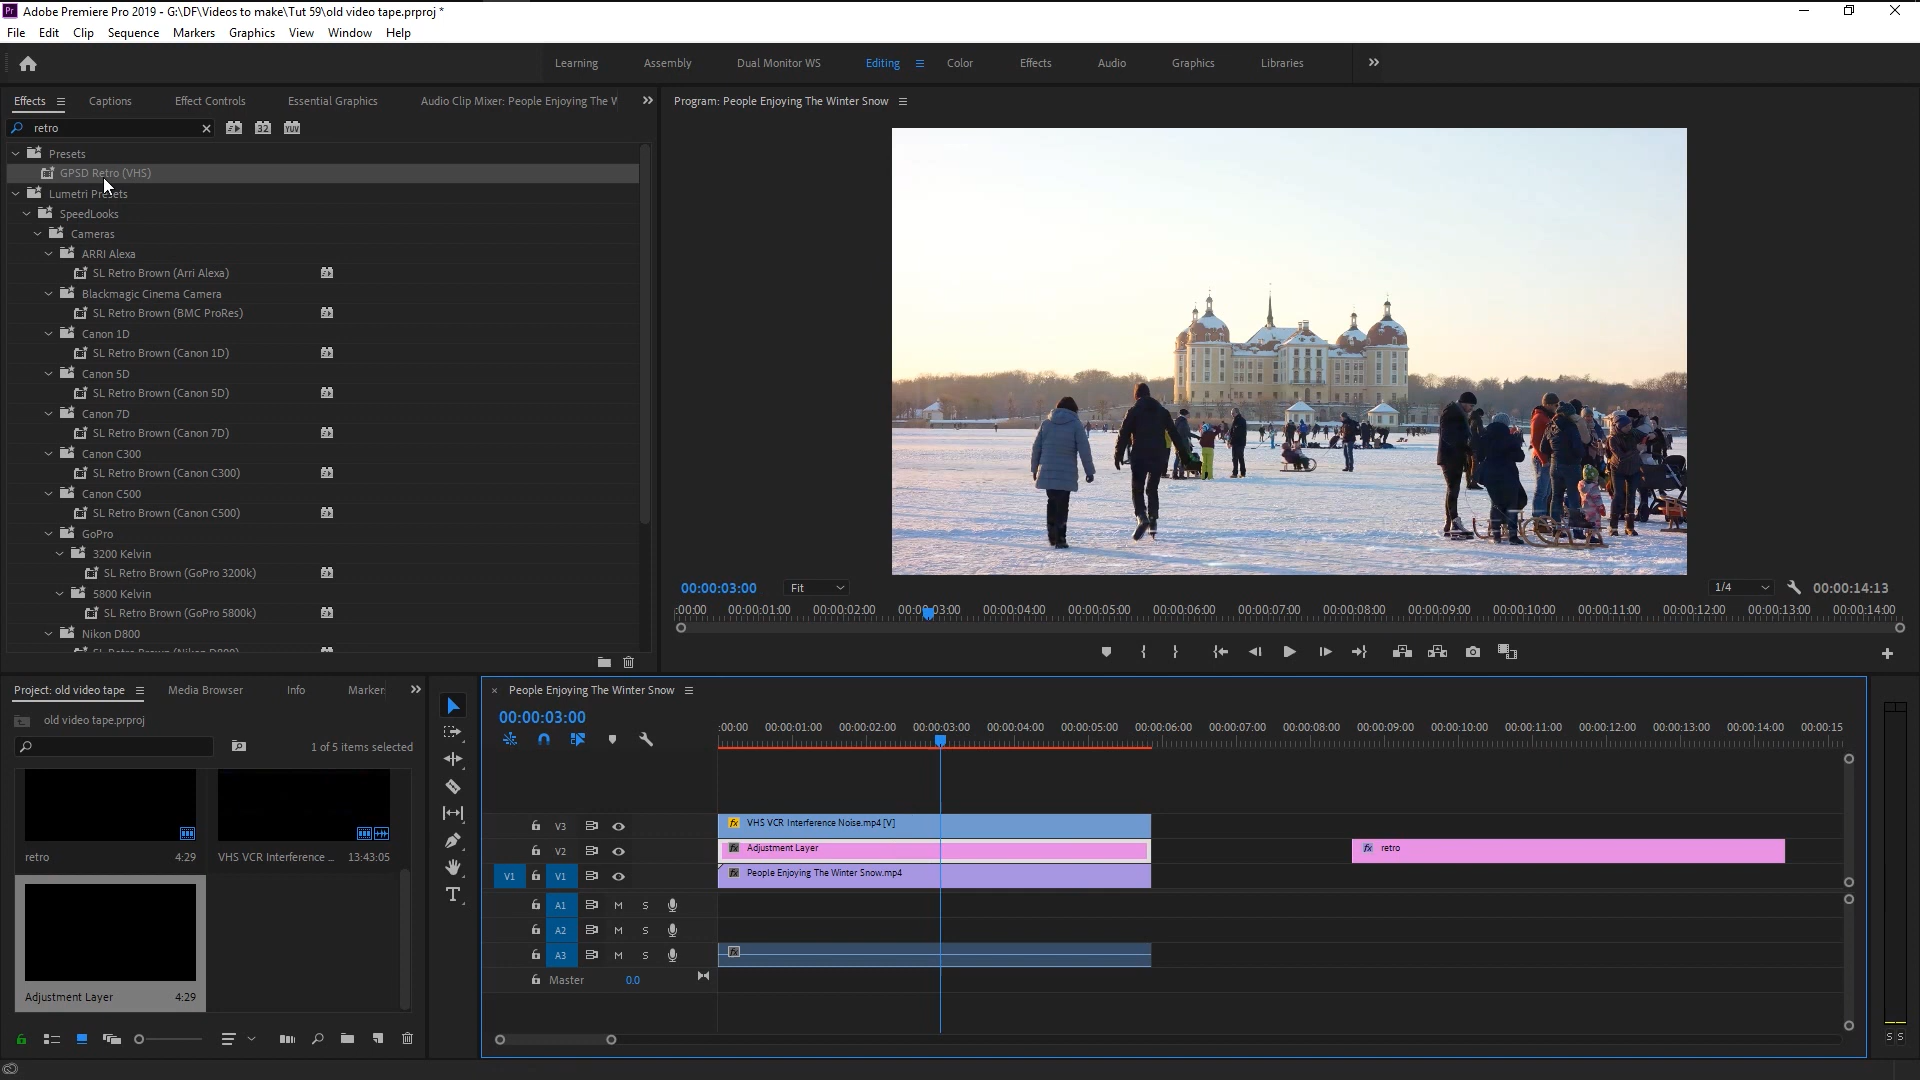 Pr Adobe Premiere Pro 2019 - G:\DF\Videos to make\Tut 59\old video tape.prproj *
File Edit Clip Sequence Markers Graphics View Window Help
Learning Assembly Dual Monitor WS Editing Color Effects Audio Graphics Libraries
Effects Captions Effect Controls Essential Graphics Audio Clip Mixer: People Enjoying The
retro 32 YUV
Presets
GPSD Retro (VHS)
Lumetri Presets
SpeedLooks
Cameras
ARRI Alexa
SL Retro Brown (Arri Alexa)
Blackmagic Cinema Camera
SL Retro Brown (BMC ProRes)
Canon 1D
SL Retro Brown (Canon 1D)
Canon 5D
SL Retro Brown (Canon 5D)
Canon 7D
SL Retro Brown (Canon 7D)
Canon C300
SL Retro Brown (Canon C300)
Canon C500
SL Retro Brown (Canon C500)
GoPro
3200 Kelvin
SL Retro Brown (GoPro 3200k)
5800 Kelvin
SL Retro Brown (GoPro 5800k)
Nikon D800
SL Retro Brown (Nikon D800)
Program: People Enjoying The Winter Snow
00:00:03:00 Fit 1/4 00:00:14:13
:00:00 00:00:01:00 00:00:02:00 00:00:03:00 00:00:04:00 00:00:05:00 00:00:06:00 00:00:07:00 00:00:08:00 00:00:09:00 00:00:10:00 00:00:11:00 00:00:12:00 00:00:13:00 00:00:14:00
Project: old video tape Media Browser Info Marker
old video tape.prproj
1 of 5 items selected
retro 4:29
VHS VCR Interference ... 13:43:05
Adjustment Layer 4:29
People Enjoying The Winter Snow
00:00:03:00
:00:00 00:00:01:00 00:00:02:00 00:00:03:00 00:00:04:00 00:00:05:00 00:00:06:00 00:00:07:00 00:00:08:00 00:00:09:00 00:00:10:00 00:00:11:00 00:00:12:00 00:00:13:00 00:00:14:00 00:00:15
V3 fx VHS VCR Interference Noise.mp4 [V]
V2 fx Adjustment Layer fx retro
V1 V1 fx People Enjoying The Winter Snow.mp4
A1 M S
A2 M S
A3 M S fx
Master 0.0
S S